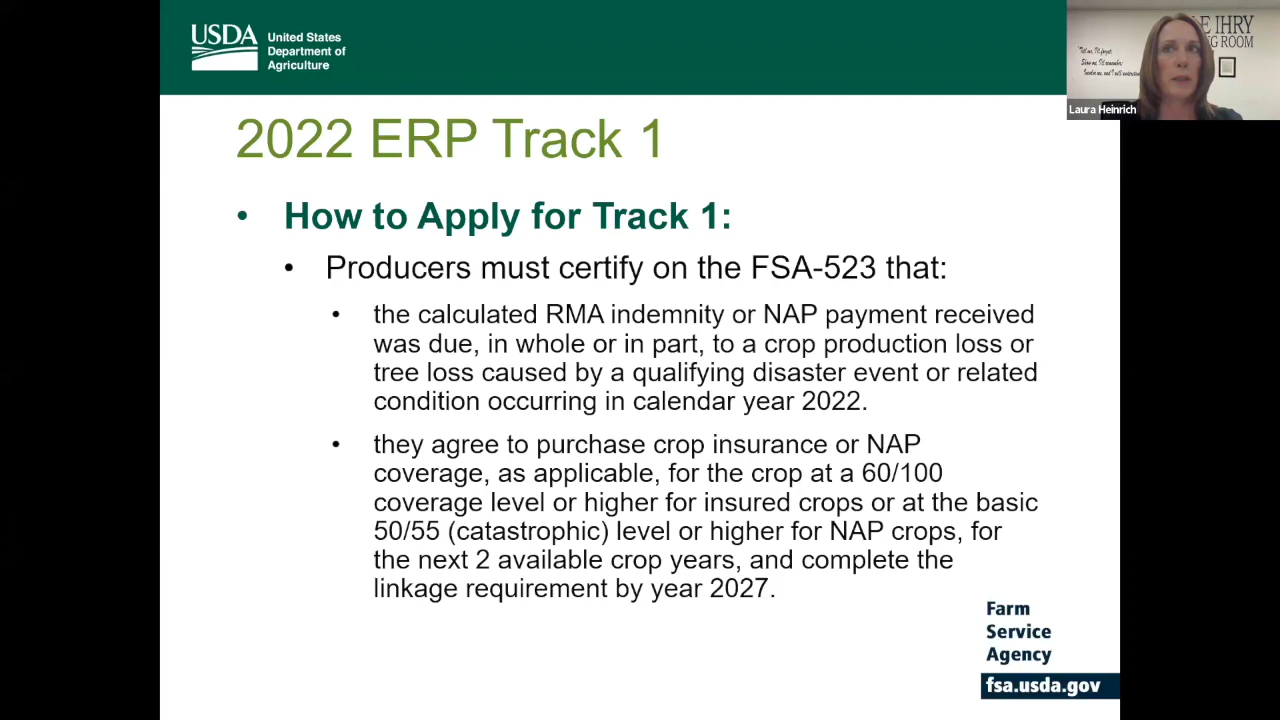 USDA
United States
Department of
Agriculture
2022 ERP Track 1
• How to Apply for Track 1:
• Producers must certify on the FSA-523 that:
• the calculated RMA indemnity or NAP payment received
was due, in whole or in part, to a crop production loss or
tree loss caused by a qualifying disaster event or related
condition occurring in calendar year 2022.
• they agree to purchase crop insurance or NAP
coverage, as applicable, for the crop at a 60/100
coverage level or higher for insured crops or at the basic
50/55 (catastrophic) level or higher for NAP crops, for
the next 2 available crop years, and complete the
linkage requirement by year 2027.
Farm
Service
Agency
fsa.usda.gov
IHRY
ROOM
Laura Heinrich